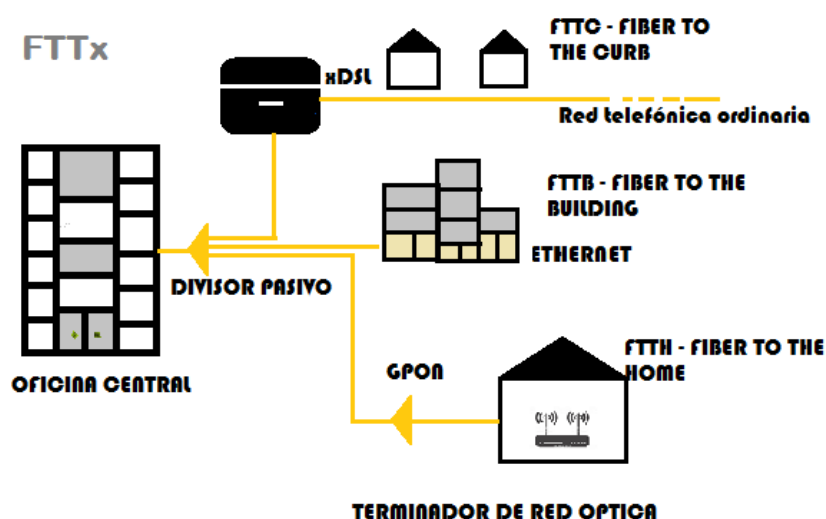 FTTx
FTTC - FIBER TO
THE CURB
xDSL
Red telefónica ordinaria
FTTB - FIBER TO THE
BUILDING
ETHERNET
DIVISOR PASIVO
OFICINA CENTRAL
GPON
FTTH - FIBER TO THE
HOME
TERMINADOR DE RED OPTICA